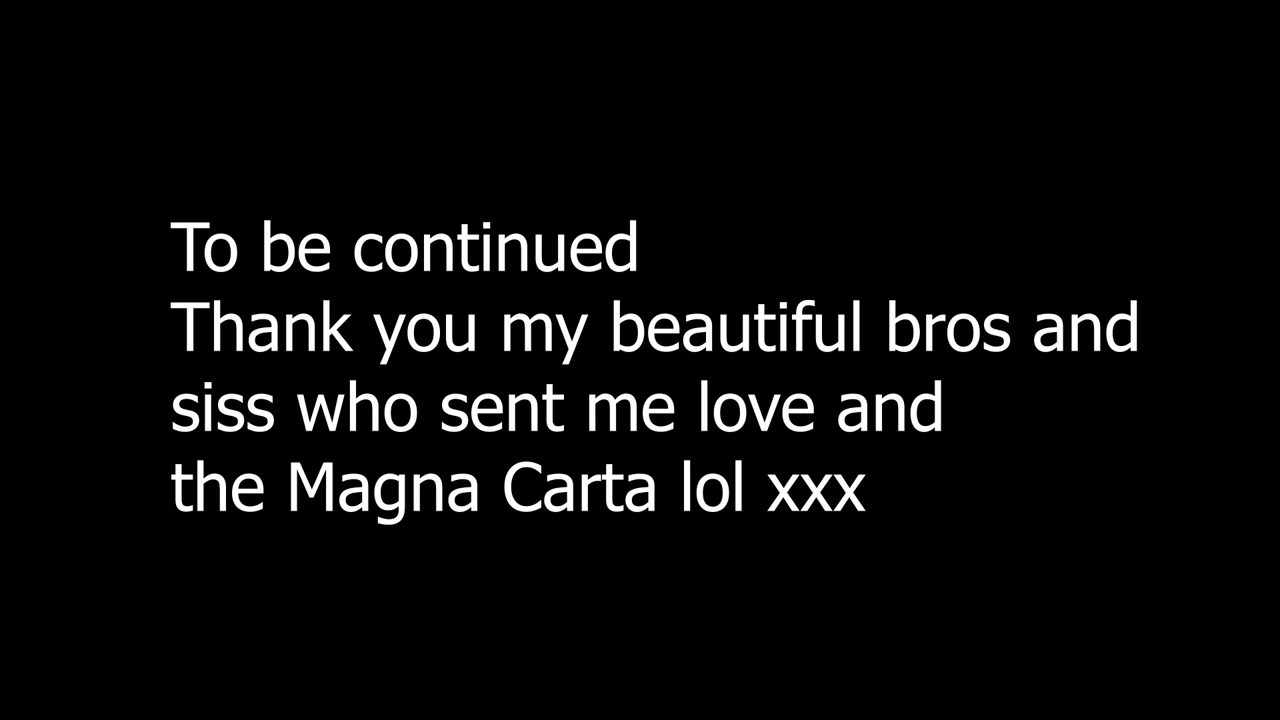 To be continued
Thank you my beautiful bros and
siss who sent me love and
the Magna Carta lol xxx